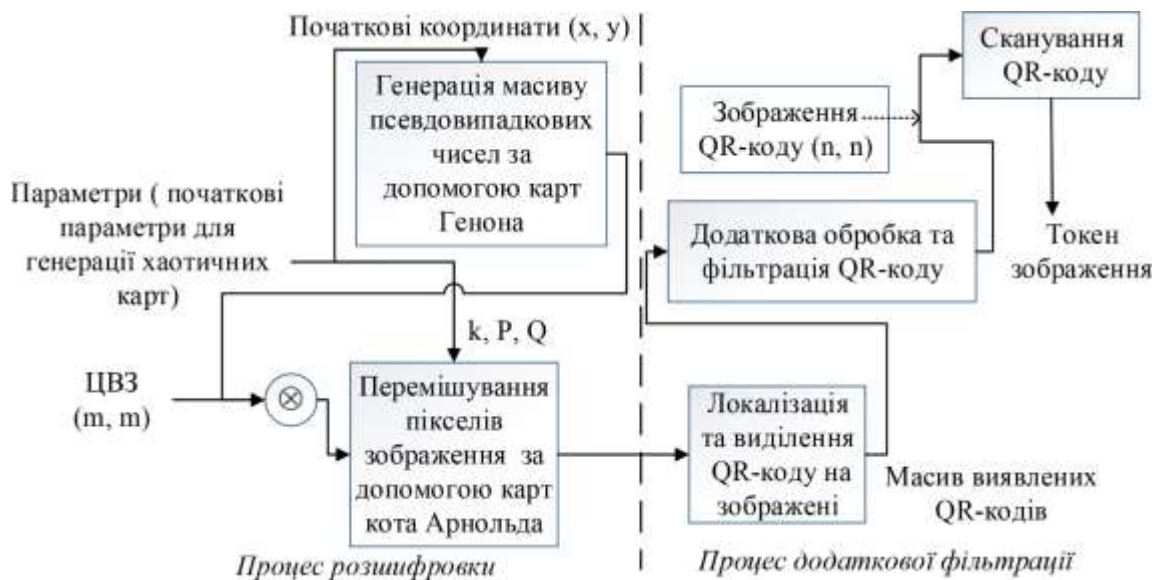 Початкові координати (x, y)
Генерація масиву
псевдовипадкових
чисел за
допомогою карт
Генона
Параметри ( початкові
параметри для
генерації хаотичних
карт)
k, P, Q
ЦВЗ
(m, m)
Перемішування
пікселів
зображення за
допомогою карт
кота Арнольда
Процес розшифровки
Сканування
QR-коду
Зображення
QR-коду (n, n)
Додаткова обробка та
фільтрація QR-коду
Токен
зображення
Локалізація
та виділення
QR-коду на
зображені
Масив виявлених
QR-кодів
Процес додаткової фільтрації